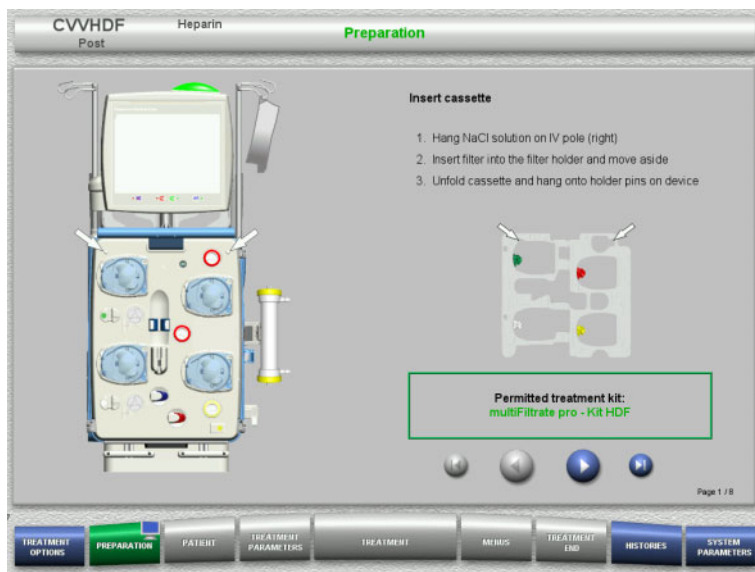 CVVHDF
Post
Heparin
Preparation
Insert cassette
1. Hang NaCl solution on IV pole (right)
2. Insert filter into the filter holder and move aside
3. Unfold cassette and hang onto holder pins on device
Permitted treatment kit:
multiFiltrate pro - Kit HDF
Page 1 / 8
TREATMENT
OPTIONS
PREPARATION
PATIENT
TREATMENT
PARAMETERS
TREATMENT
MENUS
TREATMENT
END
HISTORIES
SYSTEM
PARAMETERS